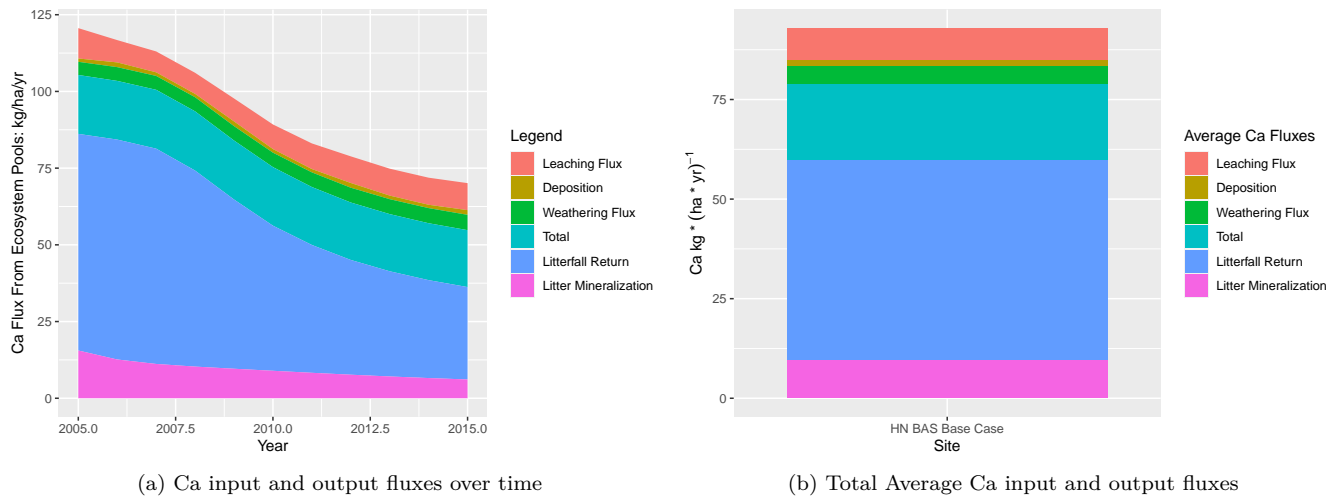 125
100
75
50
25
0
Ca Flux From Ecosystem Pools: kg/ha/yr
2005.0 2007.5 2010.0 2012.5 2015.0
Year
Legend
Leaching Flux
Deposition
Weathering Flux
Total
Litterfall Return
Litter Mineralization
(a) Ca input and output fluxes over time
75
50
25
0
Ca kg * (ha * yr)⁻¹
HN BAS Base Case
Site
Average Ca Fluxes
Leaching Flux
Deposition
Weathering Flux
Total
Litterfall Return
Litter Mineralization
(b) Total Average Ca input and output fluxes